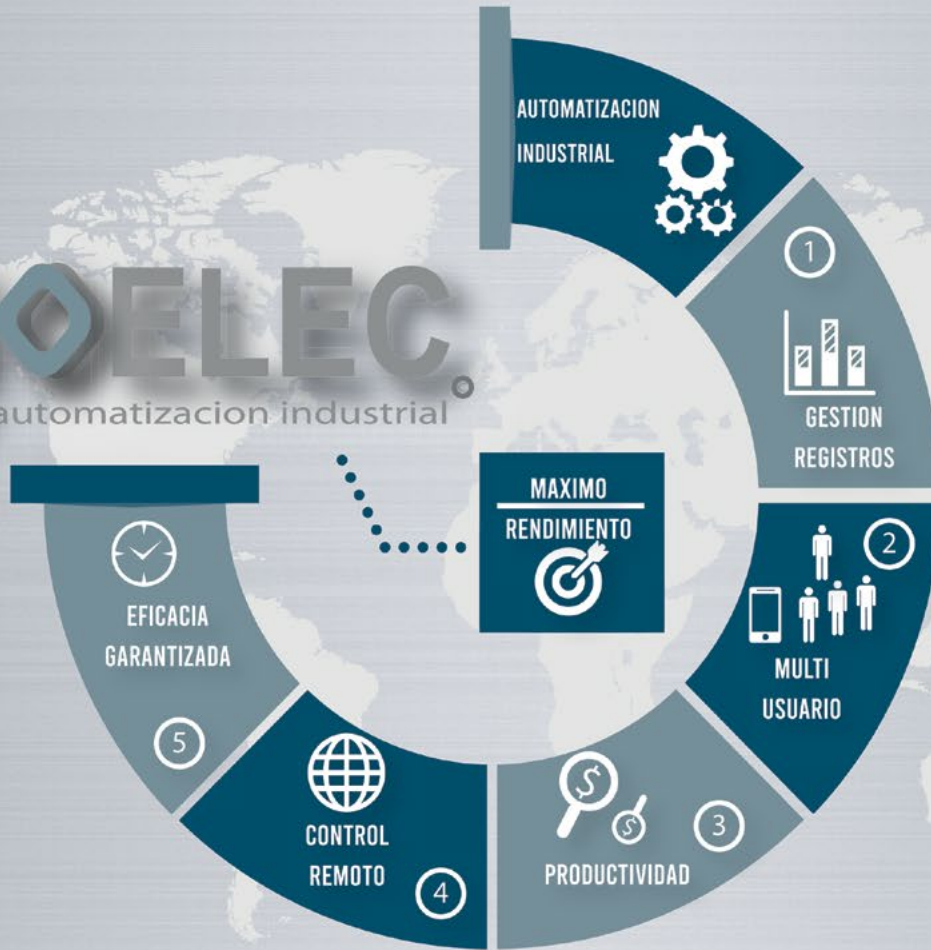 AUTOMATIZACION
INDUSTRIAL
1
GESTION
REGISTROS
ELEC
automatizacion industrial
MAXIMO
RENDIMIENTO
2
MULTI
USUARIO
EFICACIA
GARANTIZADA
5
$
$
3
PRODUCTIVIDAD
CONTROL
REMOTO
4